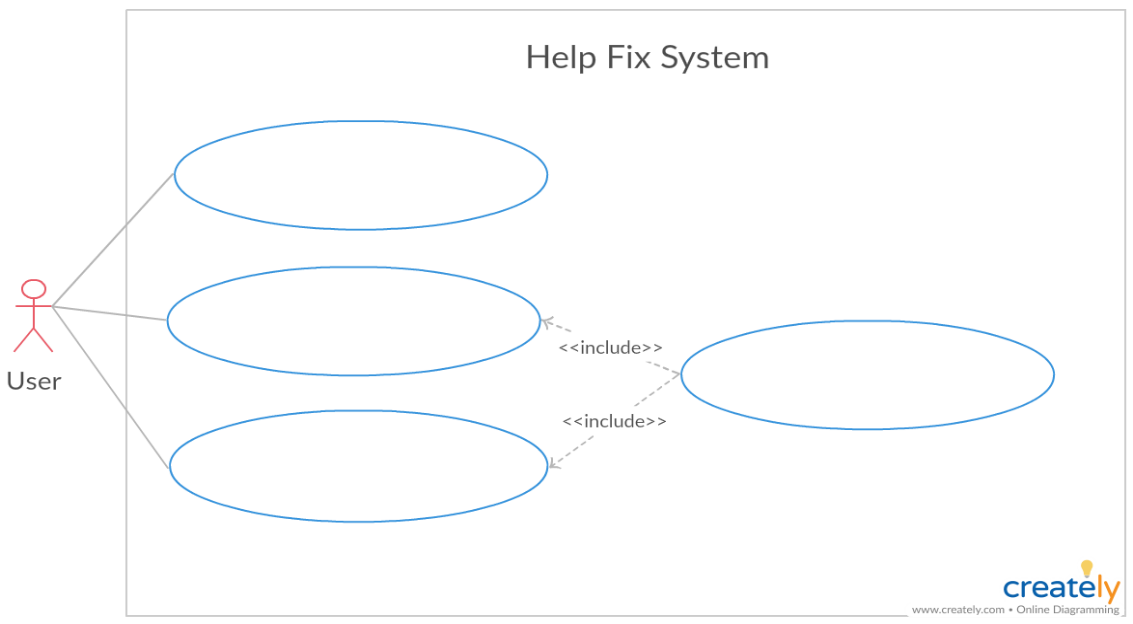 Help Fix System
<<include>>
User
<<include>>
creately
www.creately.com • Online Diagramming